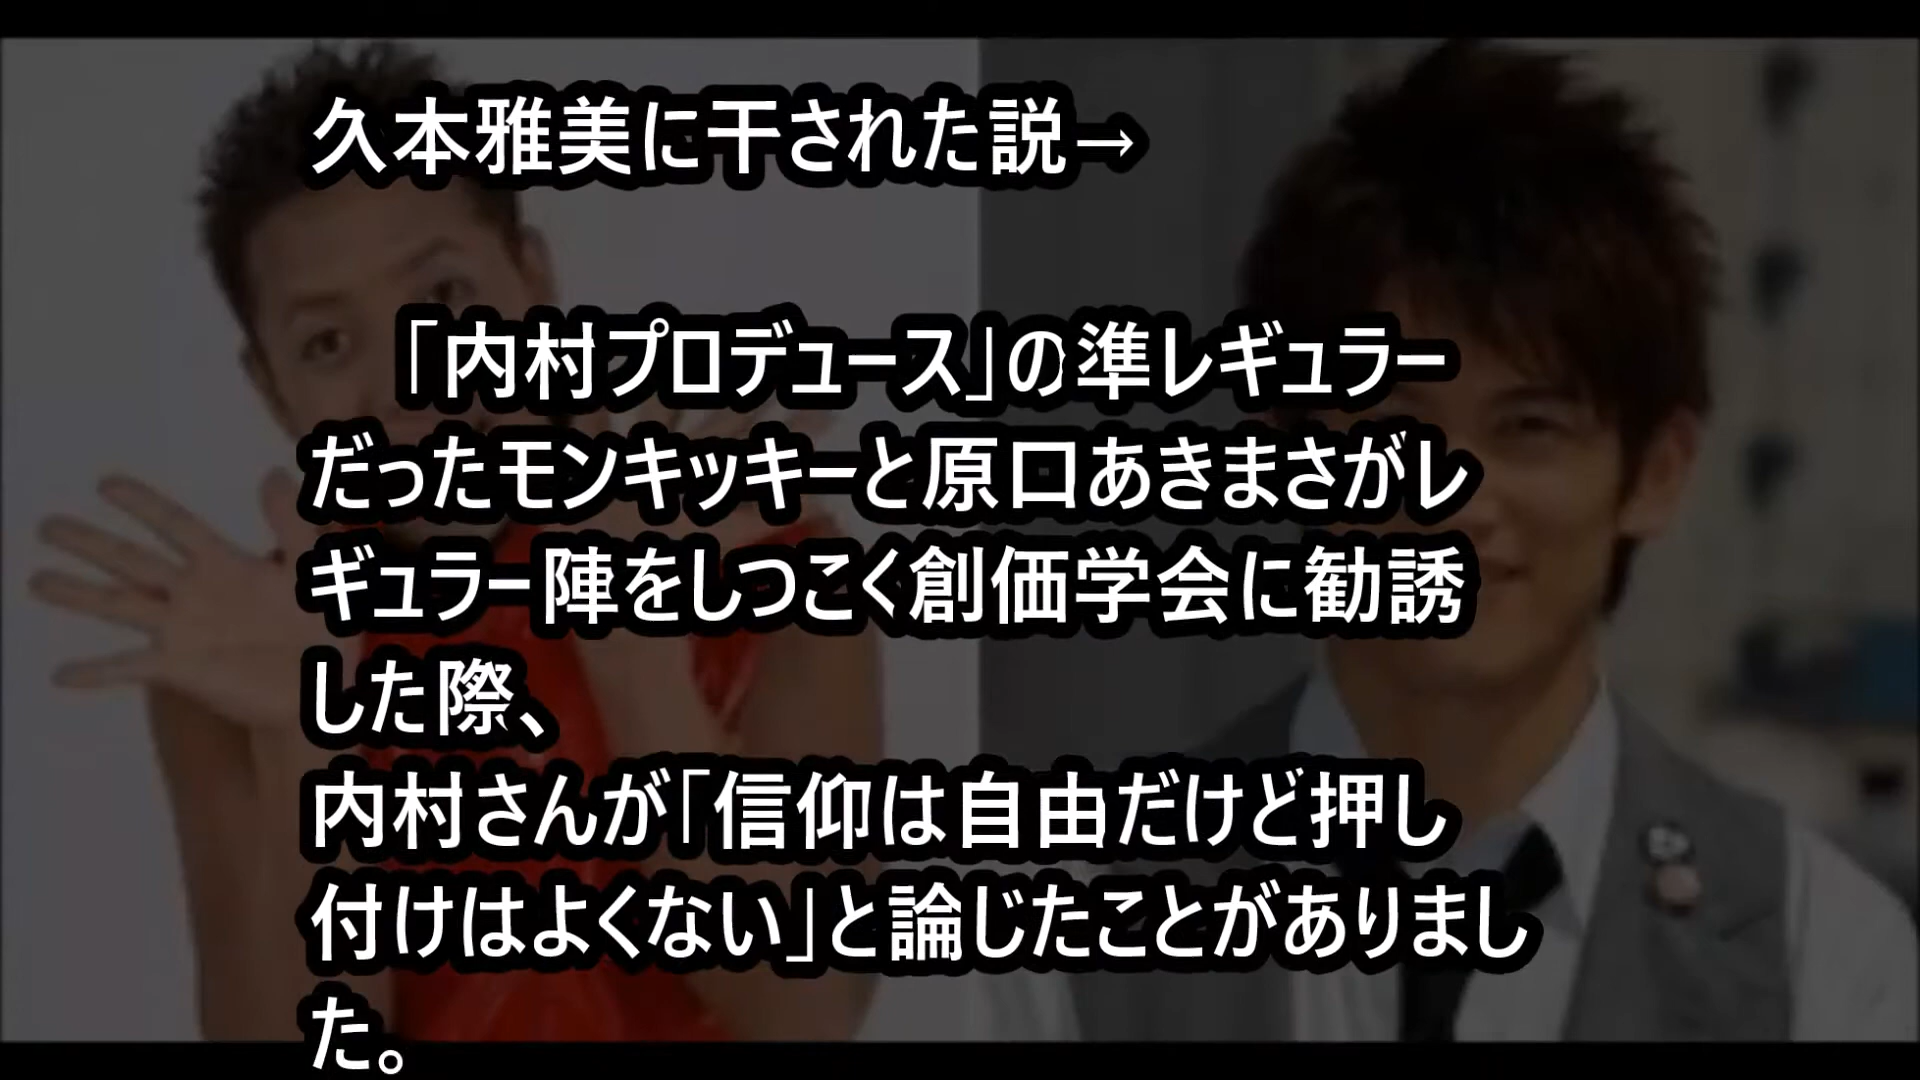 久本雅美に干された説→
「内村プロデュース」の準レギュラー
だったモンキッキーと原口あきまさがレ
ギュラー陣をしつこく創価学会に勧誘
した際、
内村さんが「信仰は自由だけど押し
付けはよくない」と論じたことがありまし
た。